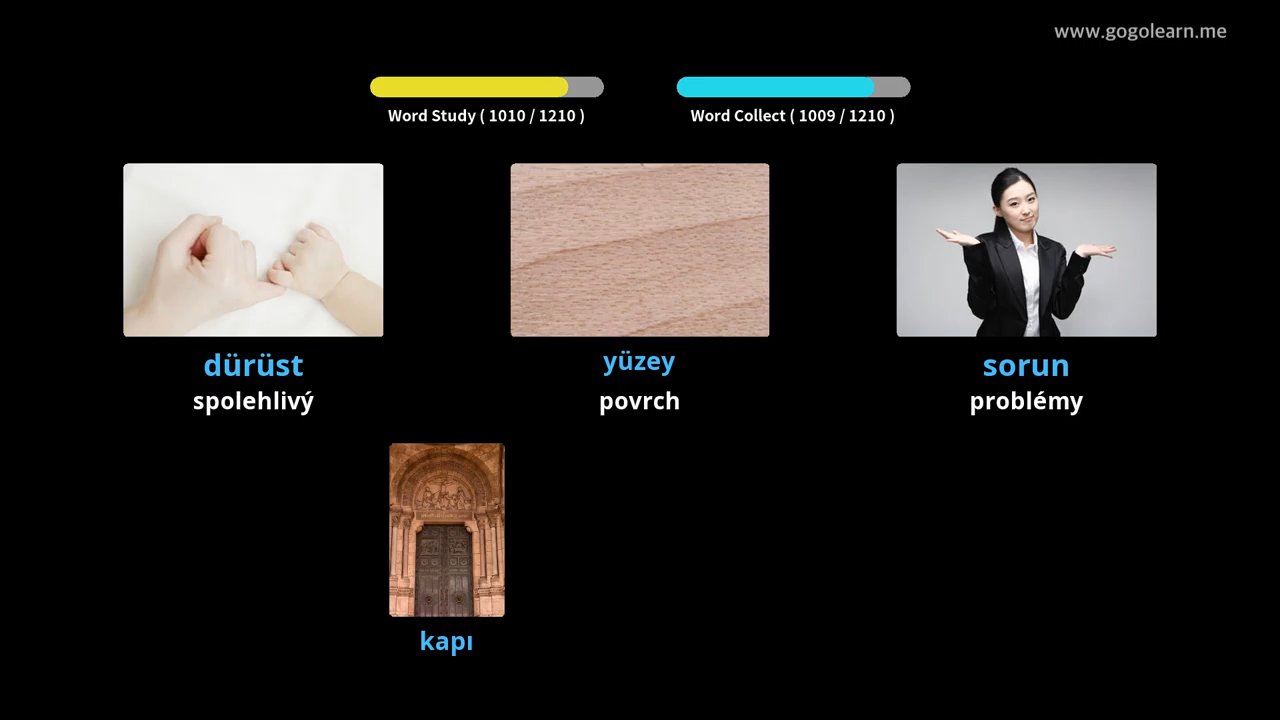 www.gogolearn.me
Word Study ( 1010 / 1210 )
Word Collect ( 1009 / 1210 )
dürüst
spolehlivý
yüzey
povrch
sorun
problémy
kapı